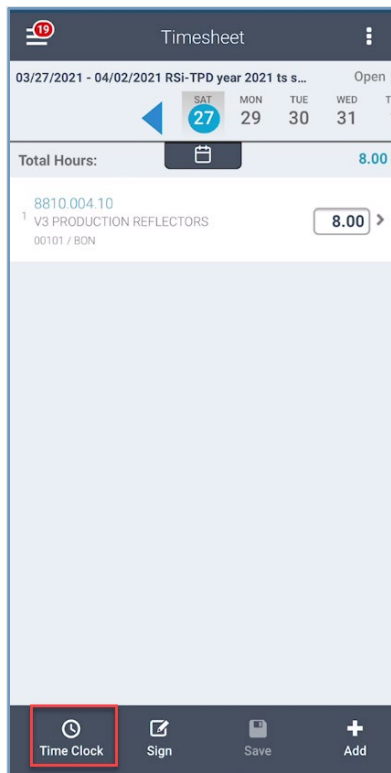 19
Timesheet
03/27/2021 - 04/02/2021 RSi-TPD year 2021 ts s... Open
SAT MON TUE WED T
27 29 30 31
Total Hours: 8.00
8810.004.10
1 V3 PRODUCTION REFLECTORS 8.00
00101 / BON
Time Clock Sign Save Add